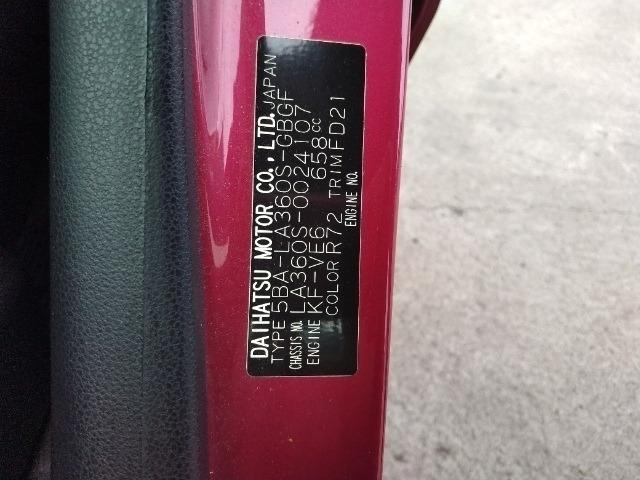 DAIHATSU MOTOR CO., LTD. JAPAN
TYPE 5BA-LA360S-GBGF
CHASSIS NO. LA360S-0024107
ENGINE KF-VE6 658cc
COLOR R72 TRIM FD21
ENGINE NO.